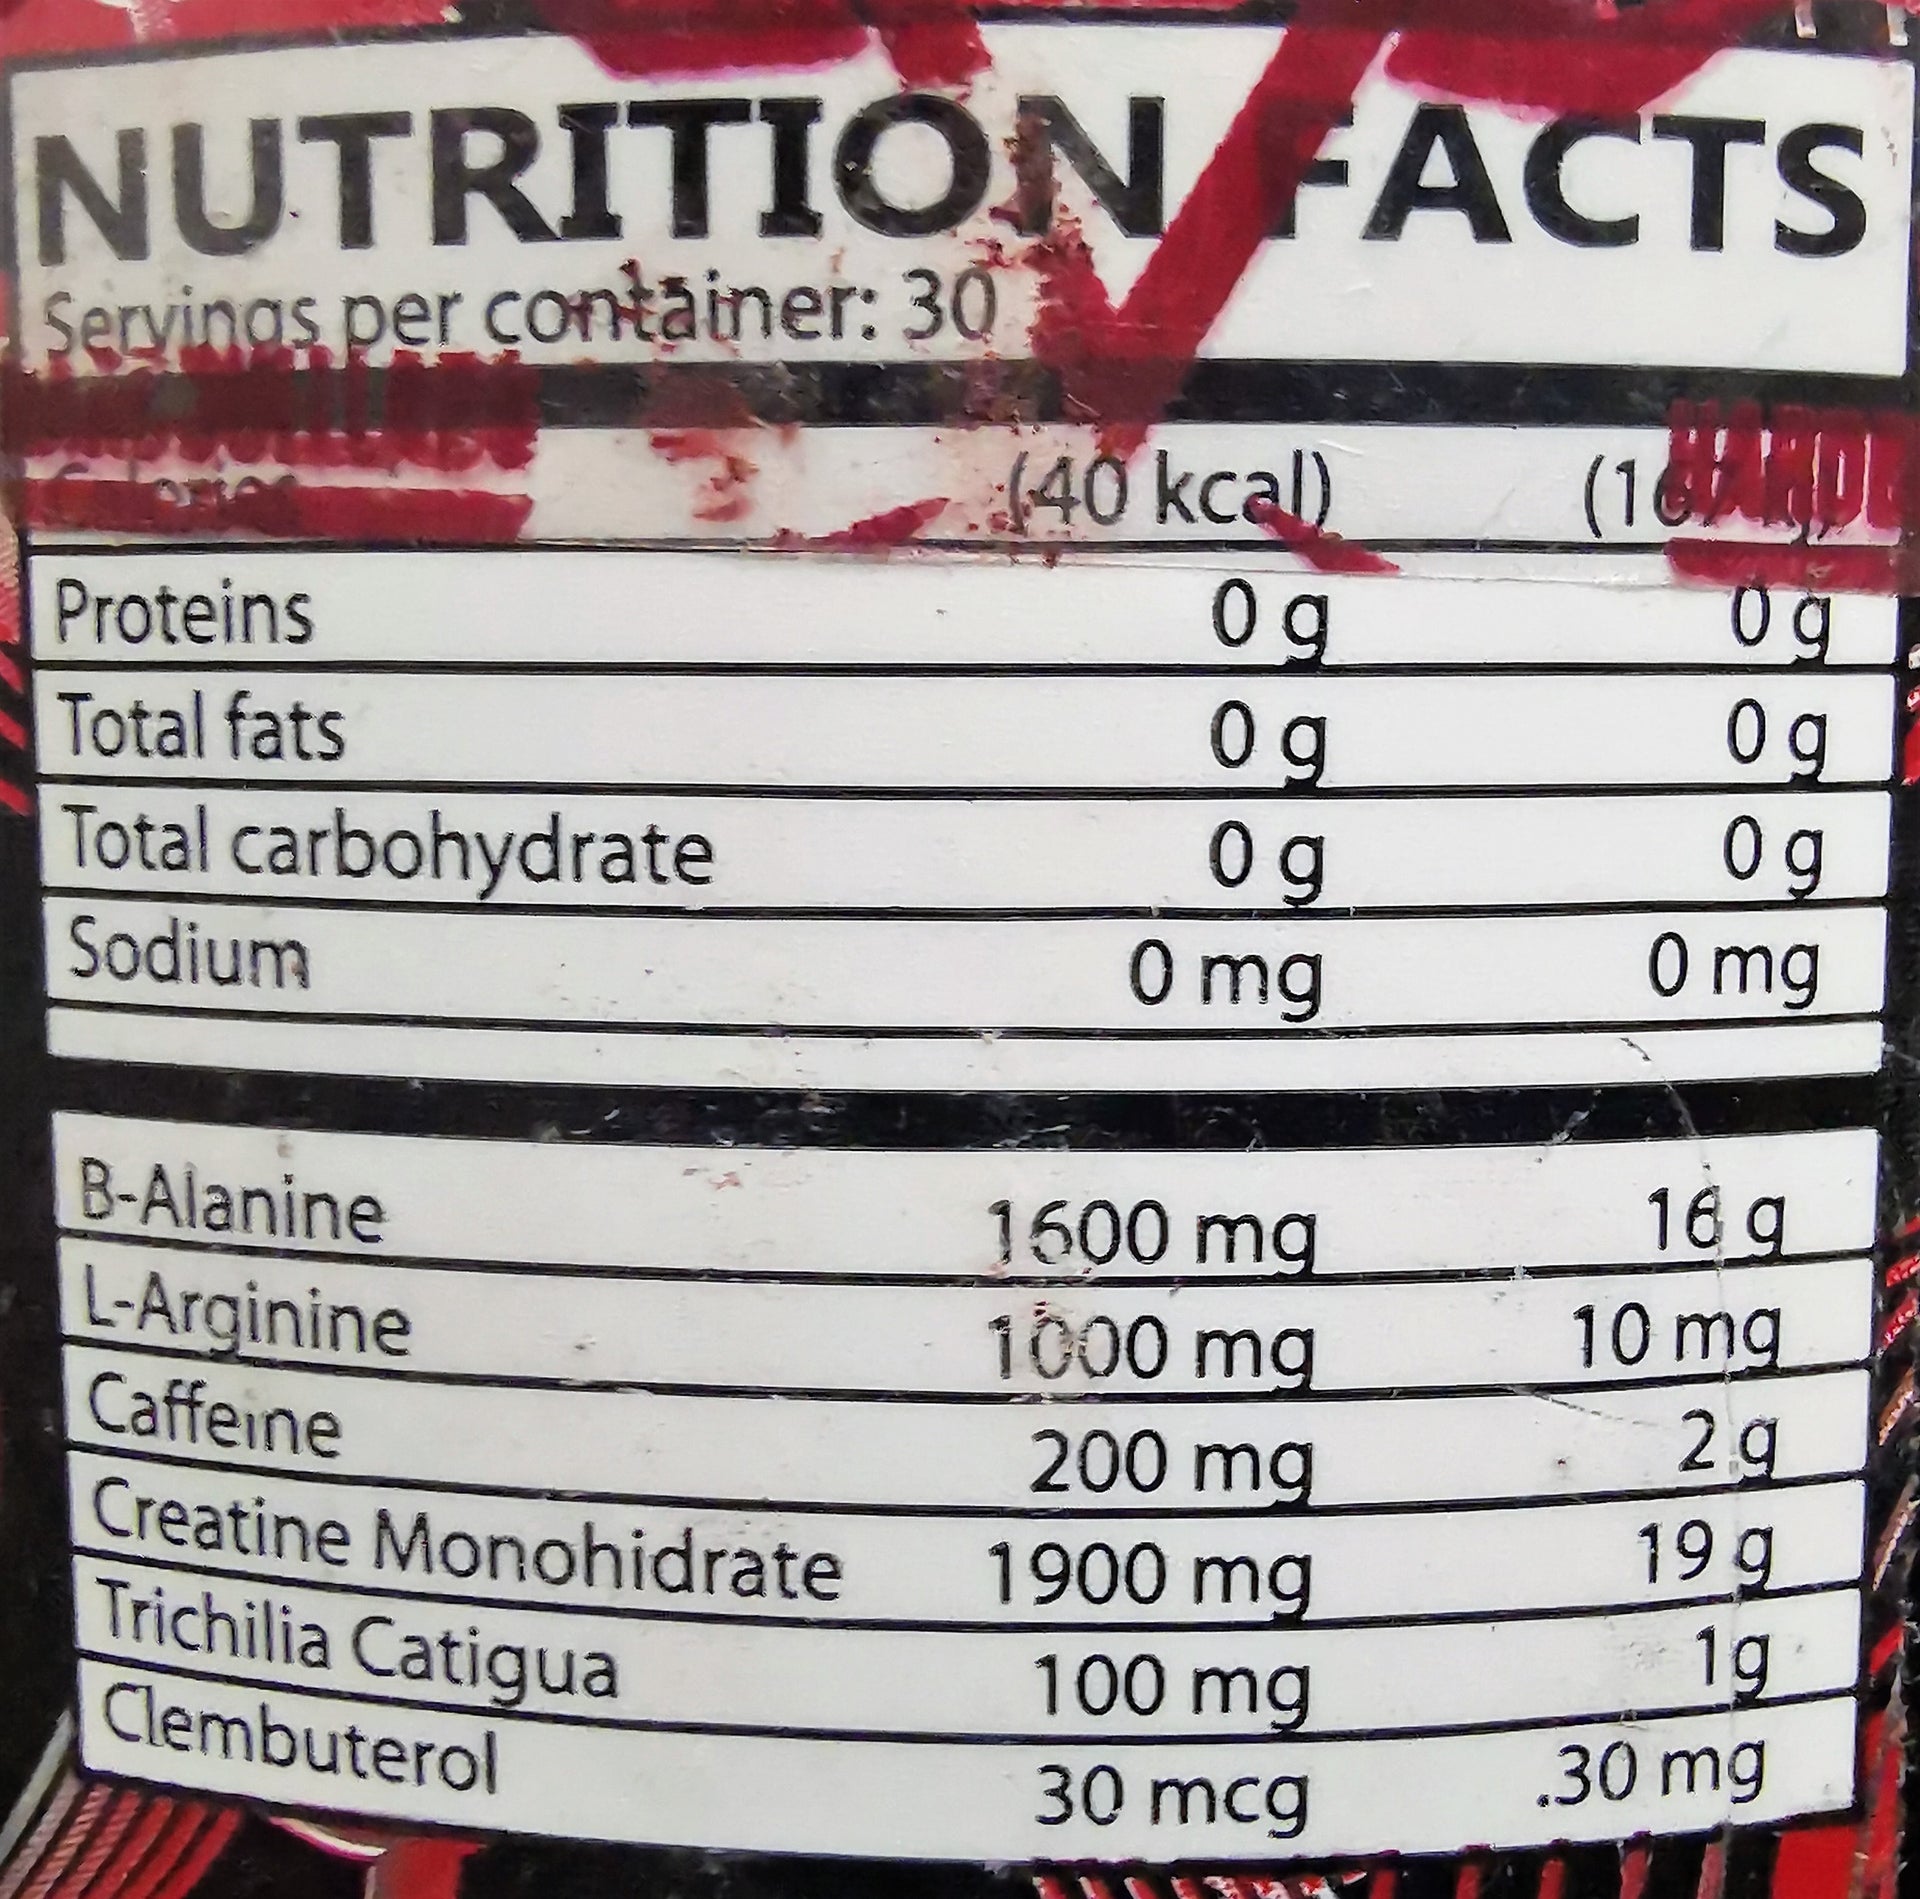 NUTRITION FACTS
Servings per container: 30
Calories (40 kcal)
Proteins 0 g 0 g
Total fats 0 g 0 g
Total carbohydrate 0 g 0 g
Sodium 0 mg 0 mg
B-Alanine 1600 mg 16 g
L-Arginine 1000 mg 10 mg
Caffeine 200 mg 2 g
Creatine Monohidrate 1900 mg 19 g
Trichilia Catigua 100 mg 1g
Clembuterol 30 mcg .30 mg